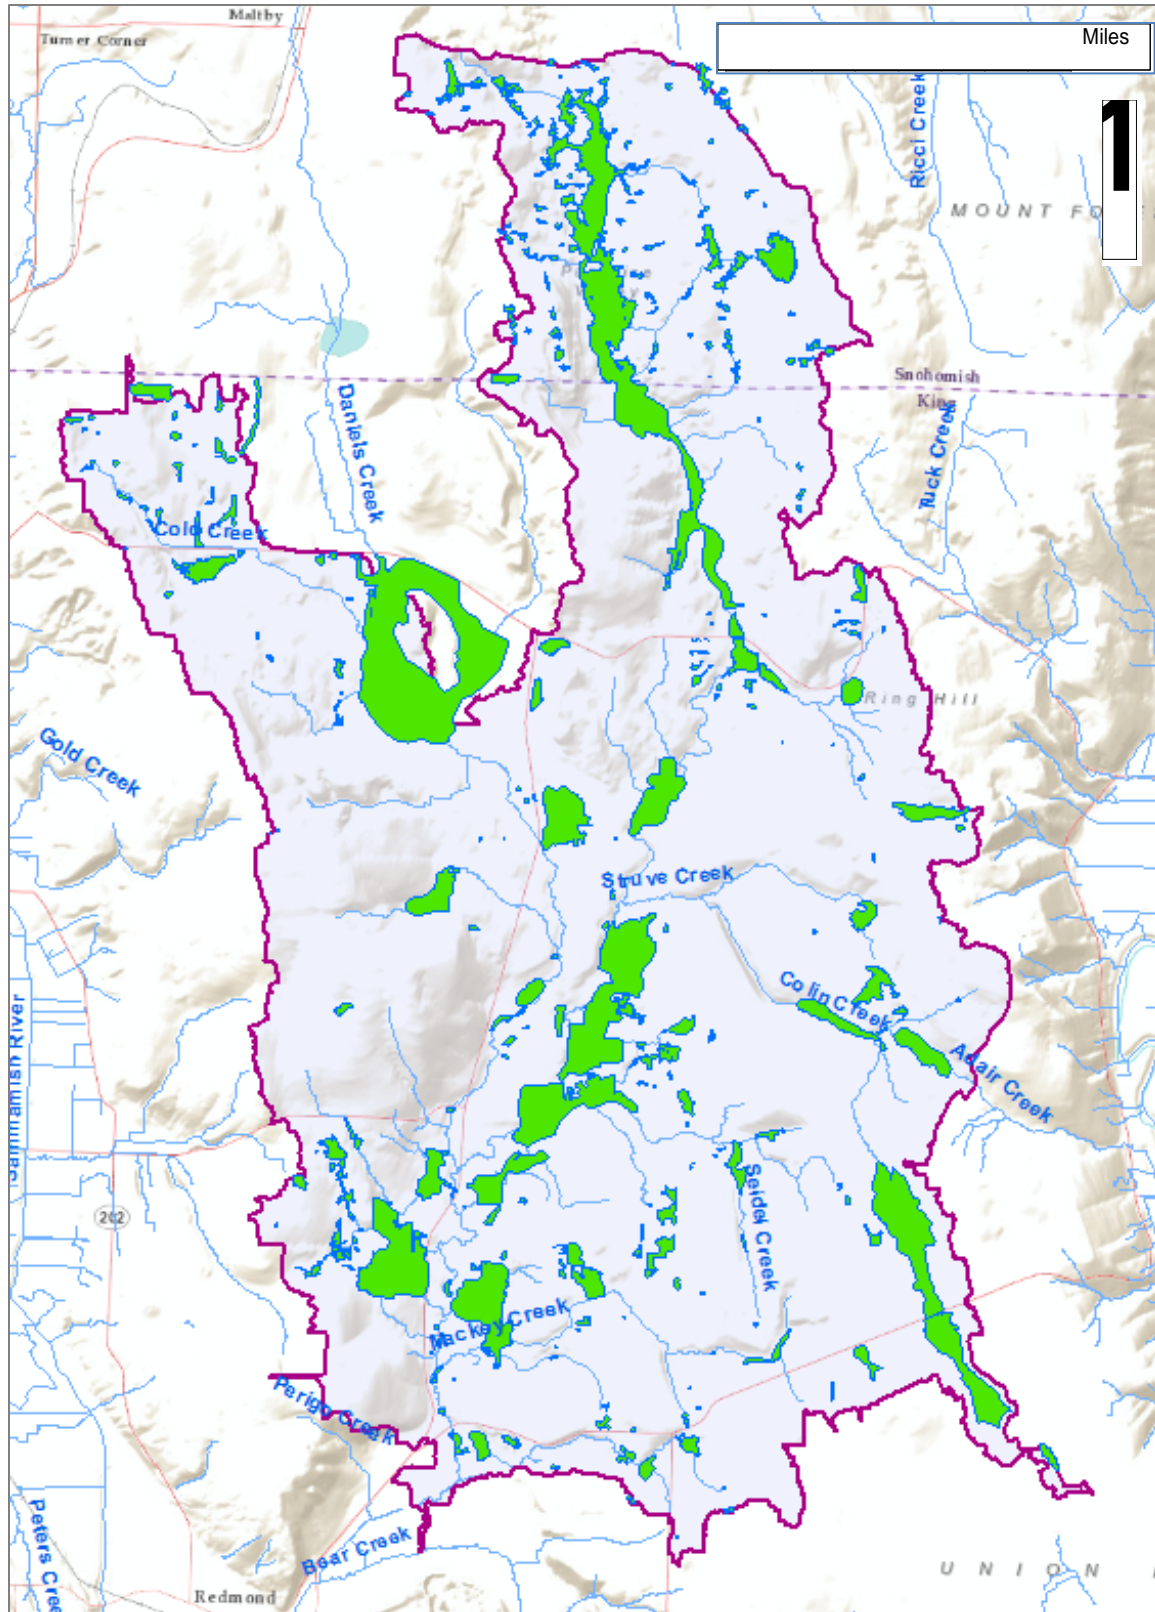 Maltby
Turner Corner
Miles
1
Ricci Creek
MOUNT FO
Snohomish
King
Daniels Creek
Tuck Creek
Cold Creek
Ring Hill
Gold Creek
Struve Creek
Colin Creek
Adair Creek
Sammamish River
202
Seidel Creek
Mackey Creek
Perigo Creek
Bear Creek
Peters Cree
Redmond
UNION